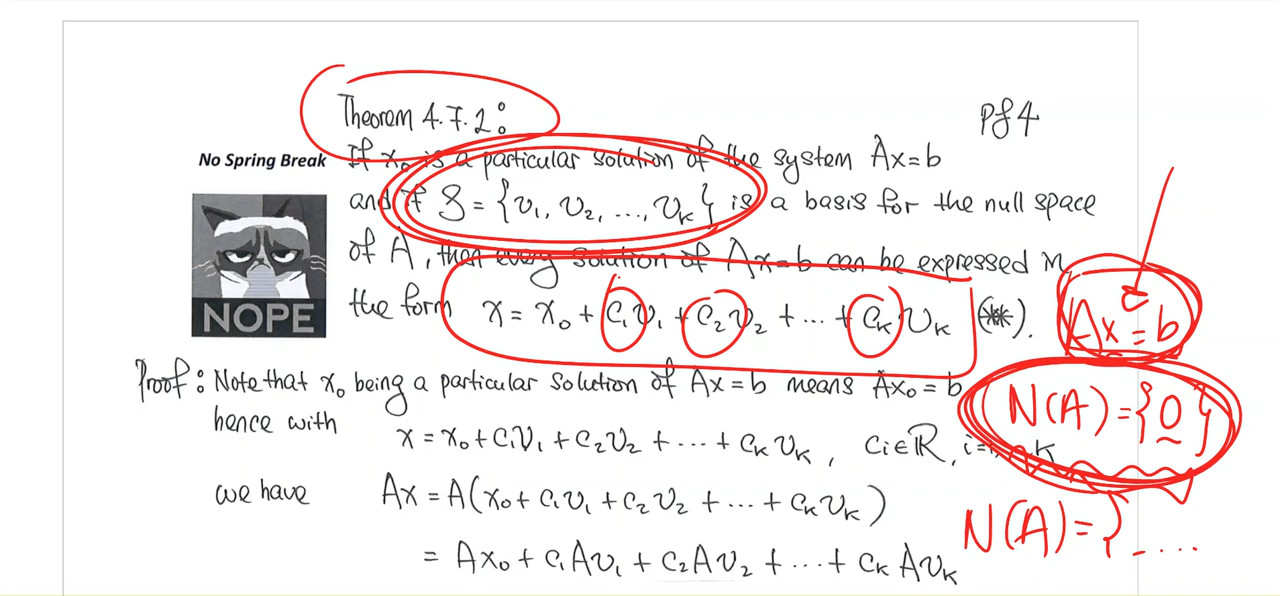 Theorem 4.7.2:
pg 4
No Spring Break
If x₀ is a particular solution of the system Ax=b
and if S = {v₁, v₂, ..., vₖ} is a basis for the null space
of A, then every solution of Ax=b can be expressed in
NOPE
the form x = x₀ + c₁v₁ + c₂v₂ + ... + cₖvₖ (**).
Ax = b
Proof: Note that x₀ being a particular solution of Ax=b means Ax₀=b
N(A)={0}
hence with
x = x₀ + c₁v₁ + c₂v₂ + ... + cₖvₖ, cᵢ∈ℝ, i=
k
we have Ax = A(x₀ + c₁v₁ + c₂v₂ + ... + cₖvₖ)
N(A)={....
= Ax₀ + c₁Av₁ + c₂Av₂ + ... + cₖAvₖ